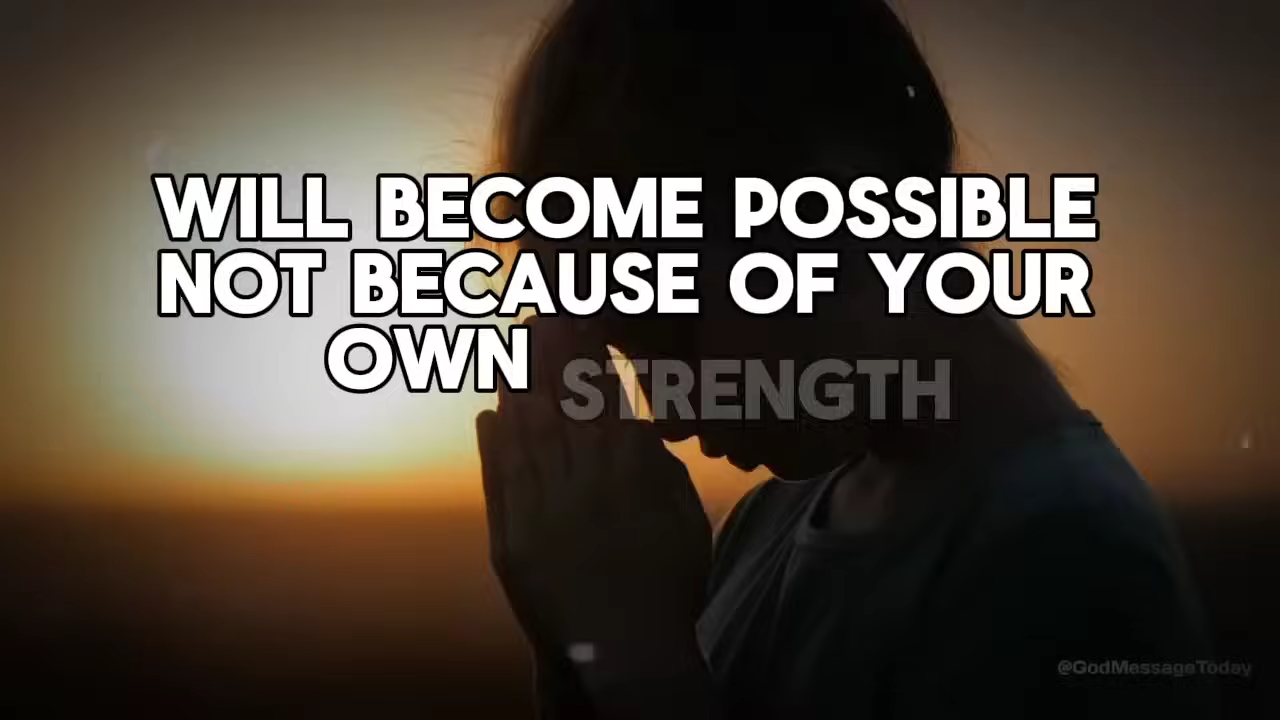 WILL BECOME POSSIBLE
NOT BECAUSE OF YOUR
OWN STRENGTH
@GodMessageToday